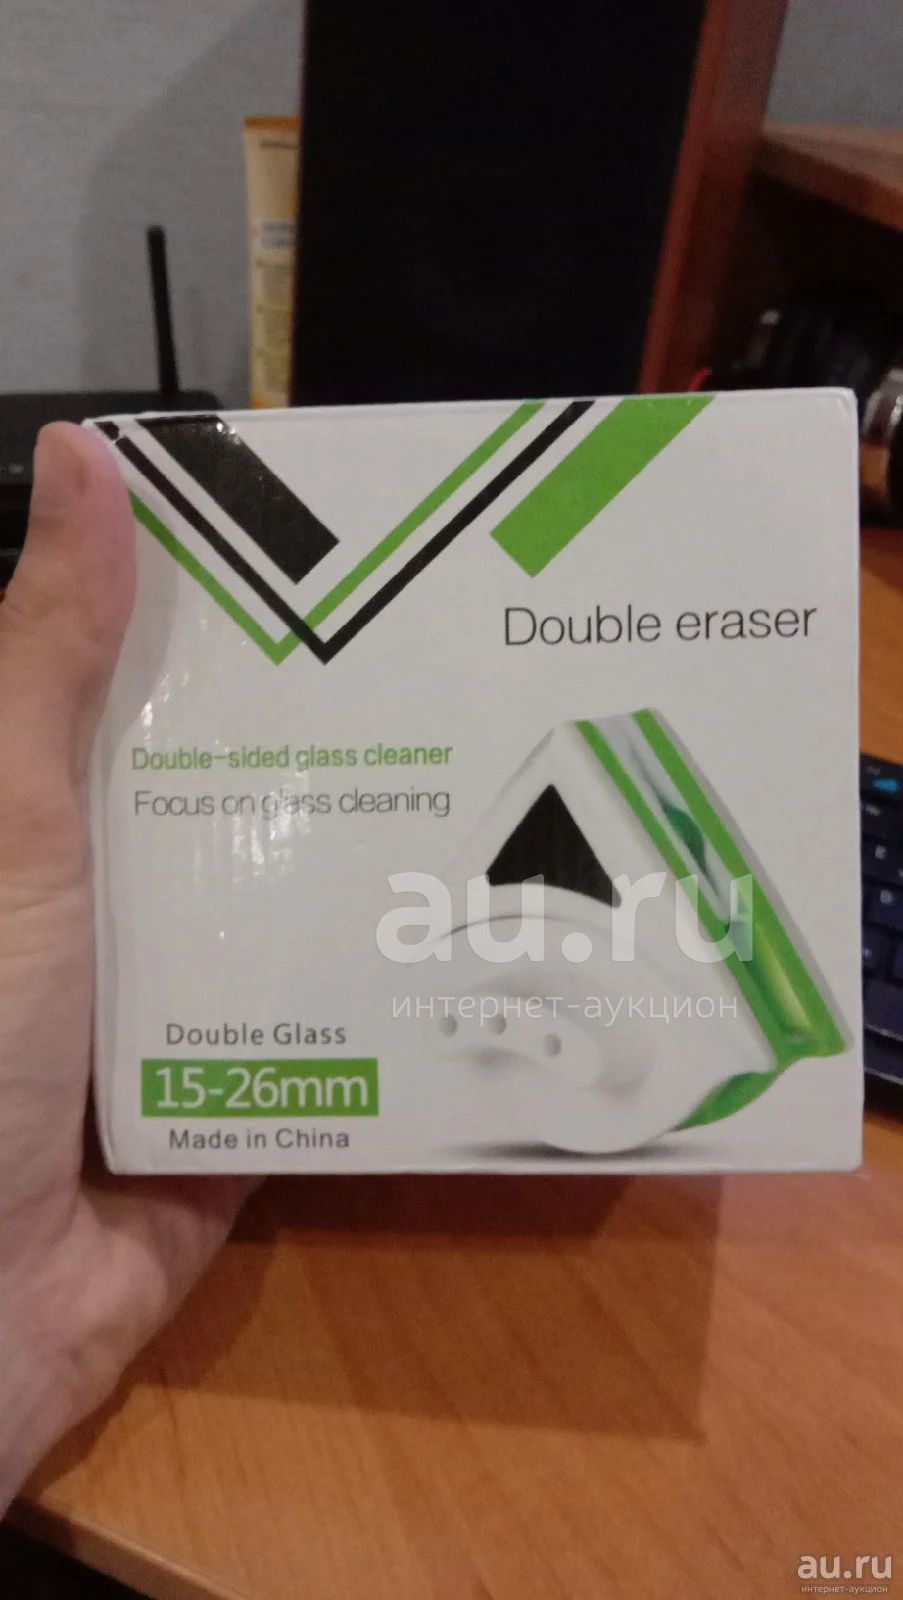 Double eraser
Double-sided glass cleaner
Focus on glass cleaning
au.ru
интернет-аукцион
Double Glass
15-26mm
Made in China
au.ru
интернет-аукцион